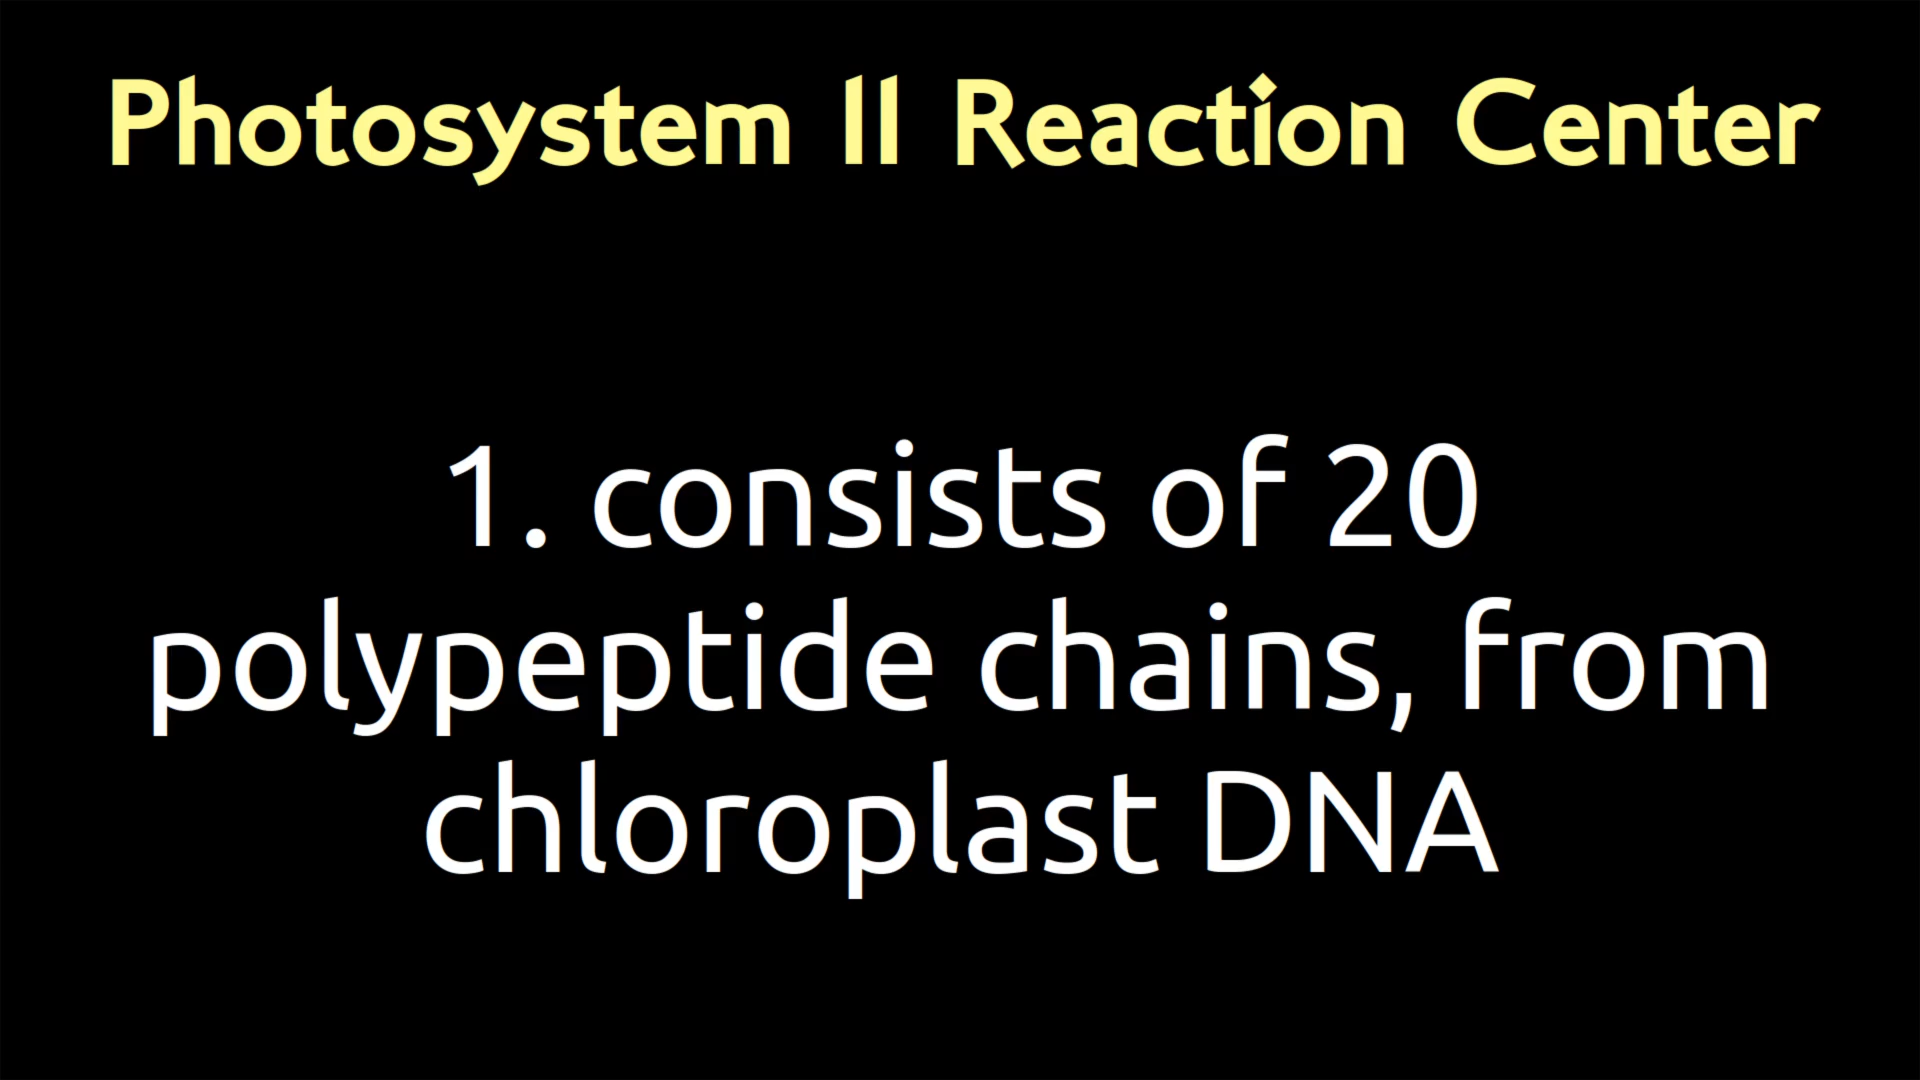 Photosystem II Reaction Center
1. consists of 20
polypeptide chains, from
chloroplast DNA